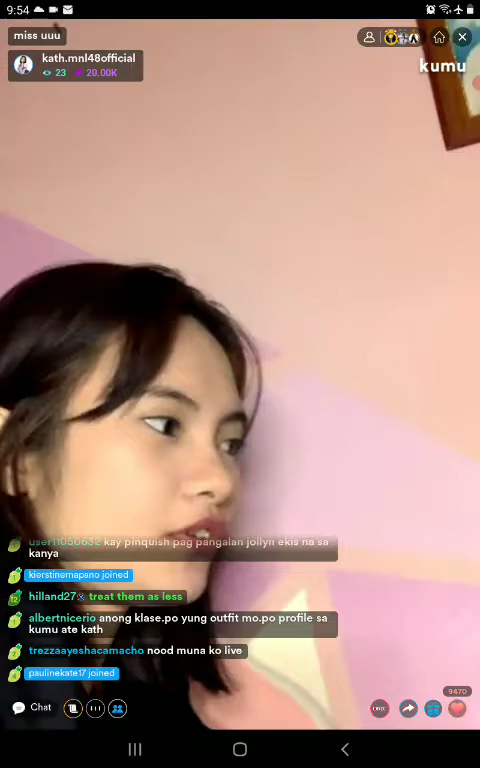 9:54
miss uuu
kath.mnl48official
23 20.00K
kumu
user11050632 kay pinquish pag pangalan jollyn ekis na sa
kanya
kierstinemapano joined
hilland27 treat them as less
albertnicerio anong klase.po yung outfit mo.po profile sa
kumu ate kath
trezzaayeshacamacho nood muna ko live
paulinekate17 joined
9470
Chat